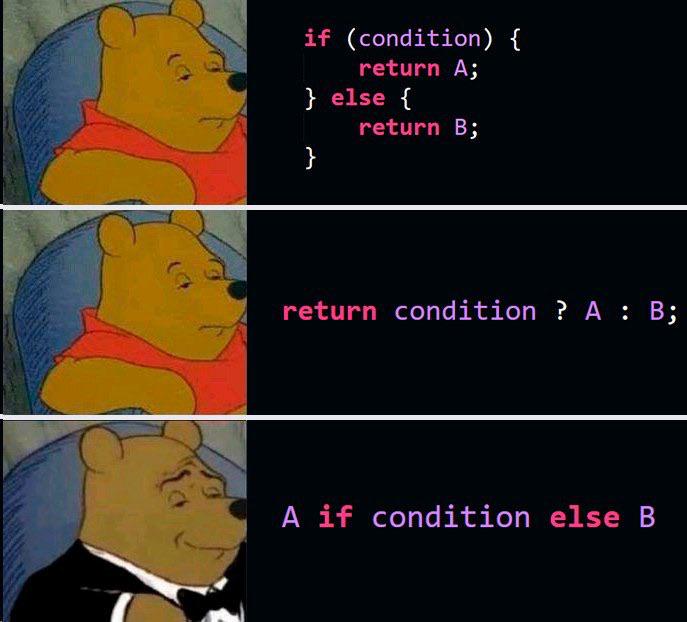 if (condition) {
    return A;
} else {
    return B;
}
return condition ? A : B;
A if condition else B